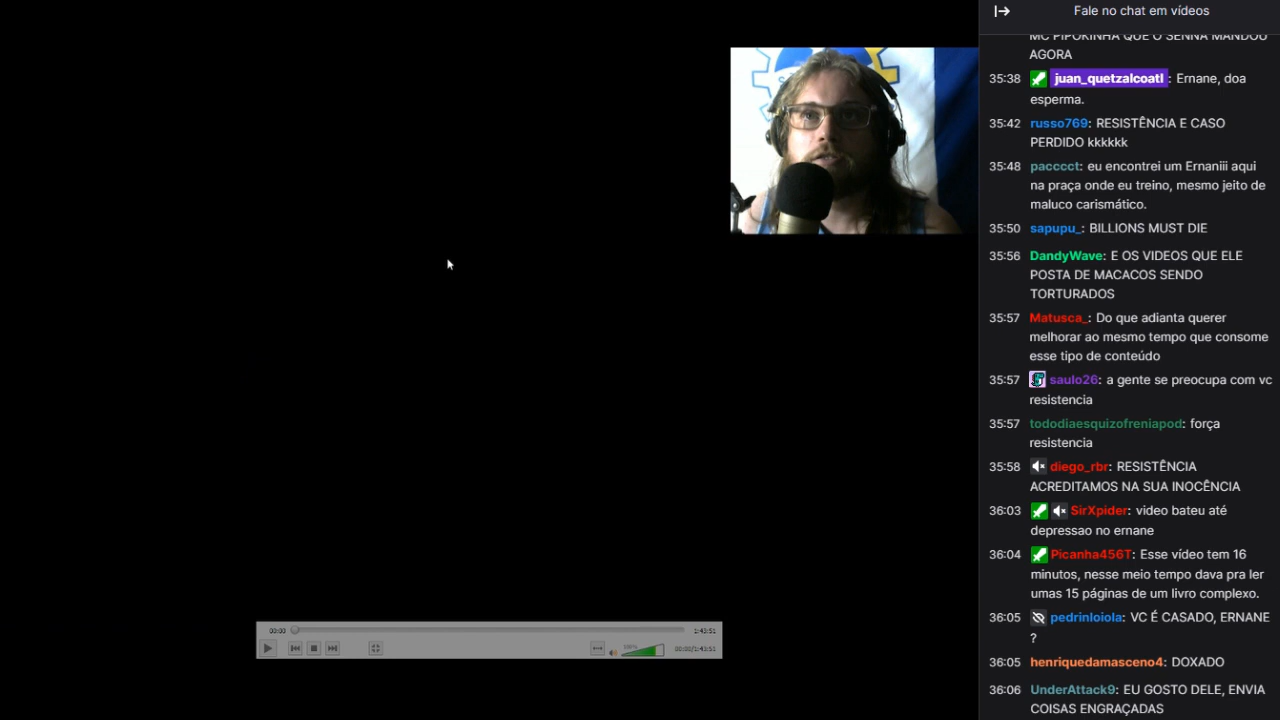 Fale no chat em vídeos
MC PIPOKINHA QUE O SENNA MANDOU
AGORA
35:38 juan_quetzalcoatl : Ernane, doa
esperma.
35:42 russo769: RESISTÊNCIA E CASO
PERDIDO kkkkkk
35:48 pacccct: eu encontrei um Ernaniii aqui
na praça onde eu treino, mesmo jeito de
maluco carismático.
35:50 sapupu_: BILLIONS MUST DIE
35:56 DandyWave: E OS VIDEOS QUE ELE
POSTA DE MACACOS SENDO
TORTURADOS
35:57 Matusca_: Do que adianta querer
melhorar ao mesmo tempo que consome
esse tipo de conteúdo
35:57 saulo26: a gente se preocupa com vc
resistencia
35:57 tododiaesquizofreniapod: força
resistencia
35:58 diego_rbr: RESISTÊNCIA
ACREDITAMOS NA SUA INOCÊNCIA
36:03 SirXpider: video bateu até
depressao no ernane
36:04 Picanha456T: Esse vídeo tem 16
minutos, nesse meio tempo dava pra ler
umas 15 páginas de um livro complexo.
36:05 pedrinloiola: VC É CASADO, ERNANE
?
36:05 henriquedamasceno4: DOXADO
36:06 UnderAttack9: EU GOSTO DELE, ENVIA
COISAS ENGRAÇADAS
00:00 1:43:51
00:00/1:43:51